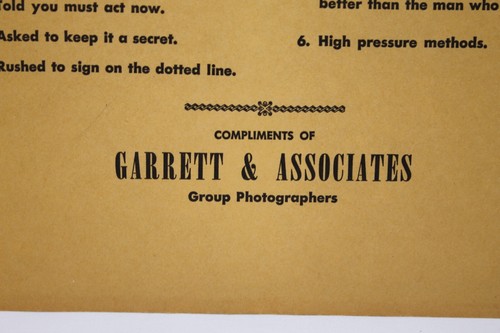 Told you must act now.
Asked to keep it a secret.
Rushed to sign on the dotted line.
better than the man who
6. High pressure methods.
COMPLIMENTS OF
GARRETT & ASSOCIATES
Group Photographers